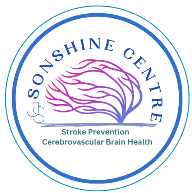 SONSHINE CENTRE
Stroke Prevention
Cerebrovascular Brain Health